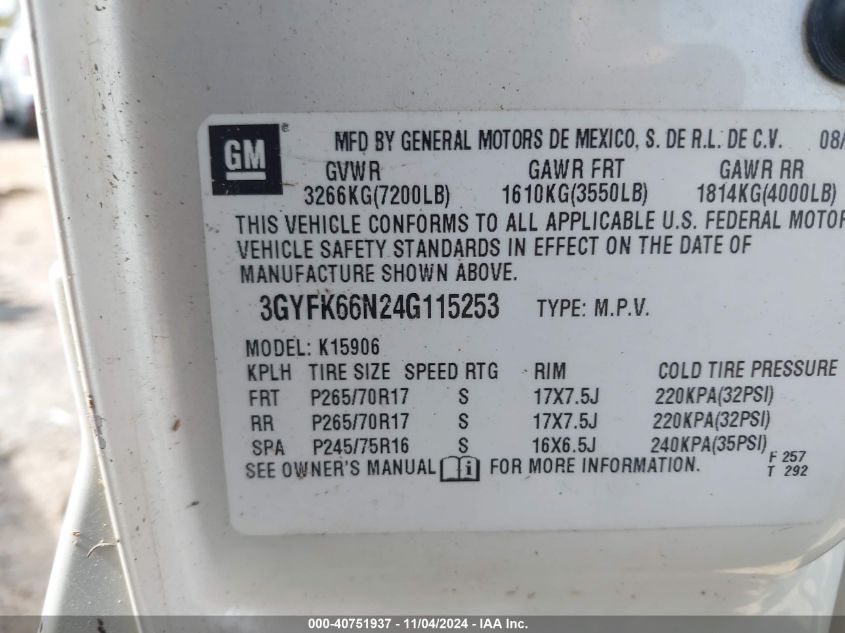 GM ® MFD BY GENERAL MOTORS DE MEXICO, S. DE R.L. DE C.V. 08/
GVWR GAWR FRT GAWR RR
3266KG(7200LB) 1610KG(3550LB) 1814KG(4000LB)
THIS VEHICLE CONFORMS TO ALL APPLICABLE U.S. FEDERAL MOTOR
VEHICLE SAFETY STANDARDS IN EFFECT ON THE DATE OF
MANUFACTURE SHOWN ABOVE.
3GYFK66N24G115253 TYPE: M.P.V.
MODEL: K15906
KPLH TIRE SIZE SPEED RTG RIM COLD TIRE PRESSURE
FRT P265/70R17 S 17X7.5J 220KPA(32PSI)
RR P265/70R17 S 17X7.5J 220KPA(32PSI)
SPA P245/75R16 S 16X6.5J 240KPA(35PSI)
SEE OWNER'S MANUAL i FOR MORE INFORMATION.
F 257
T 292
000-40751937 - 11/04/2024 - IAA Inc.